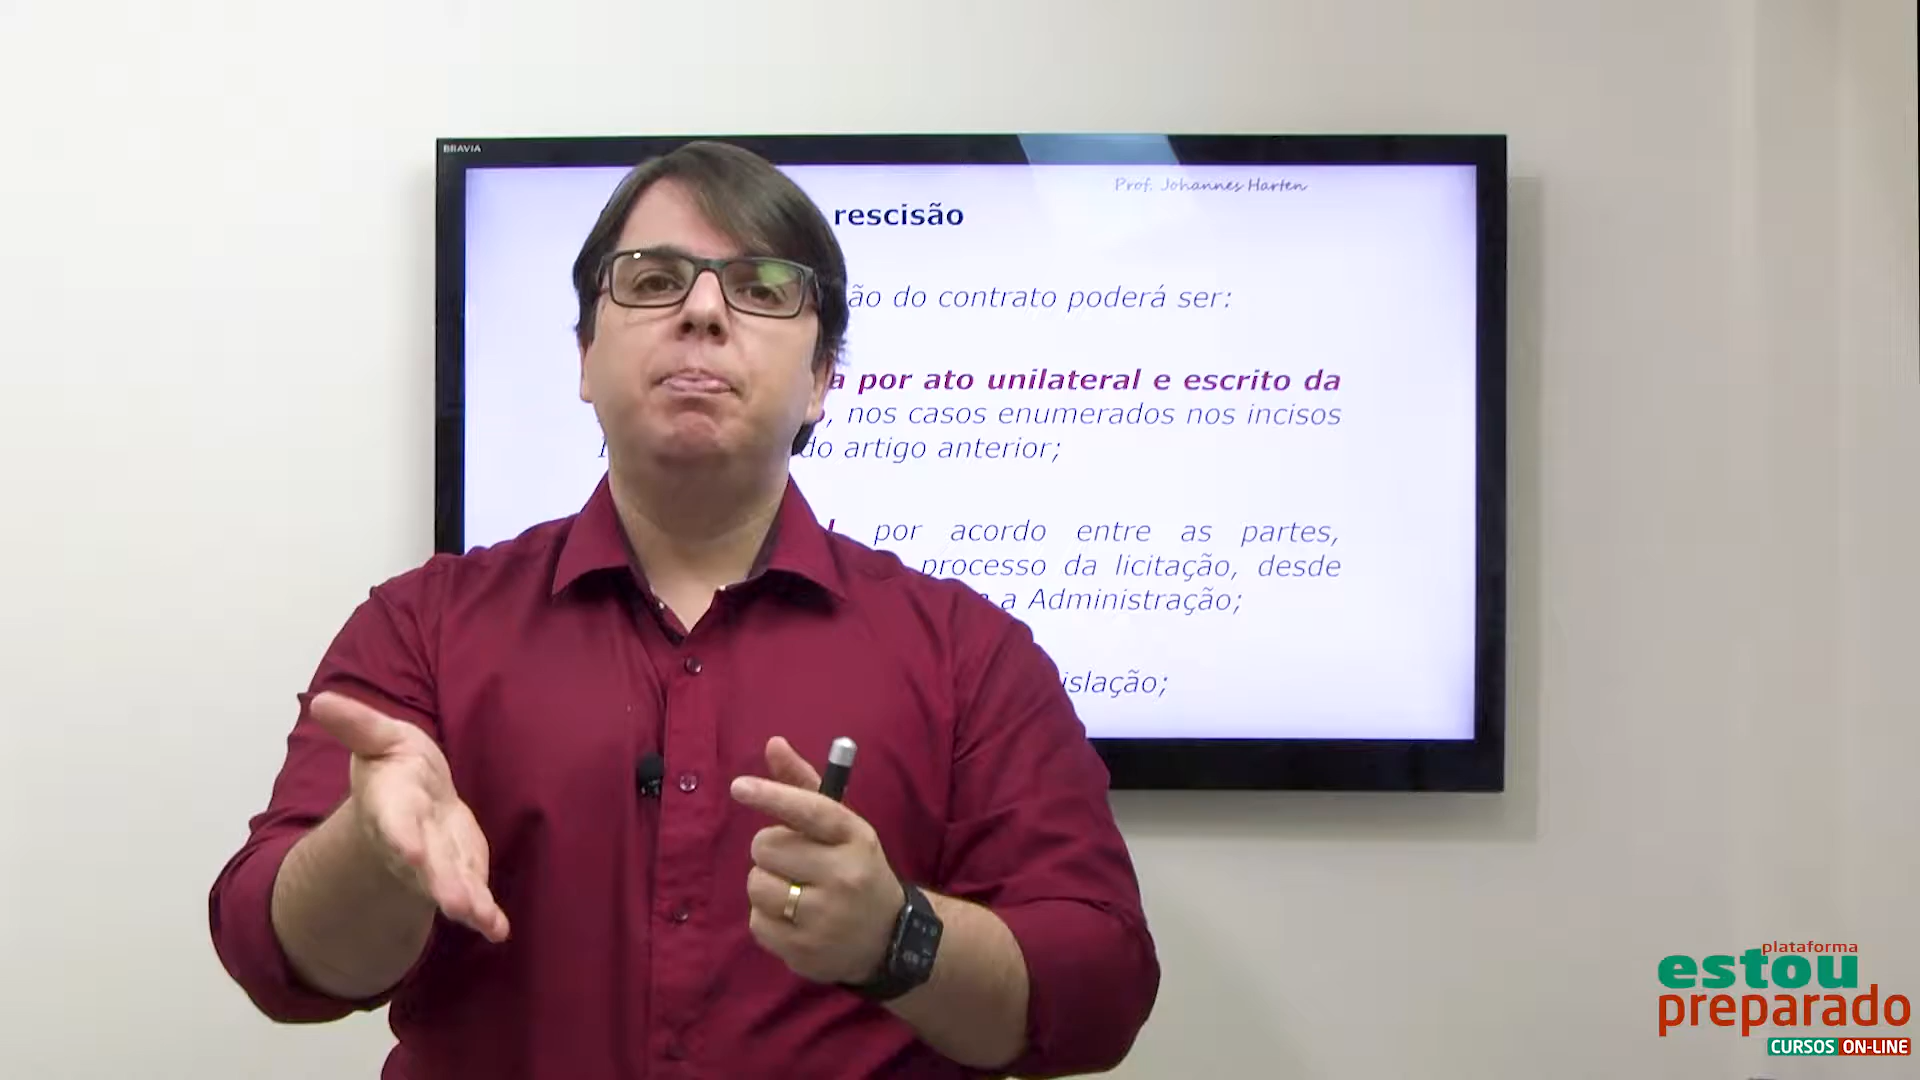 BRAVIA
Prof. Johannes Harten
rescisão
ão do contrato poderá ser:
a por ato unilateral e escrito da
, nos casos enumerados nos incisos
do artigo anterior;
por acordo entre as partes,
processo da licitação, desde
a Administração;
islação;
plataforma
estou
preparado
CURSOS ON-LINE